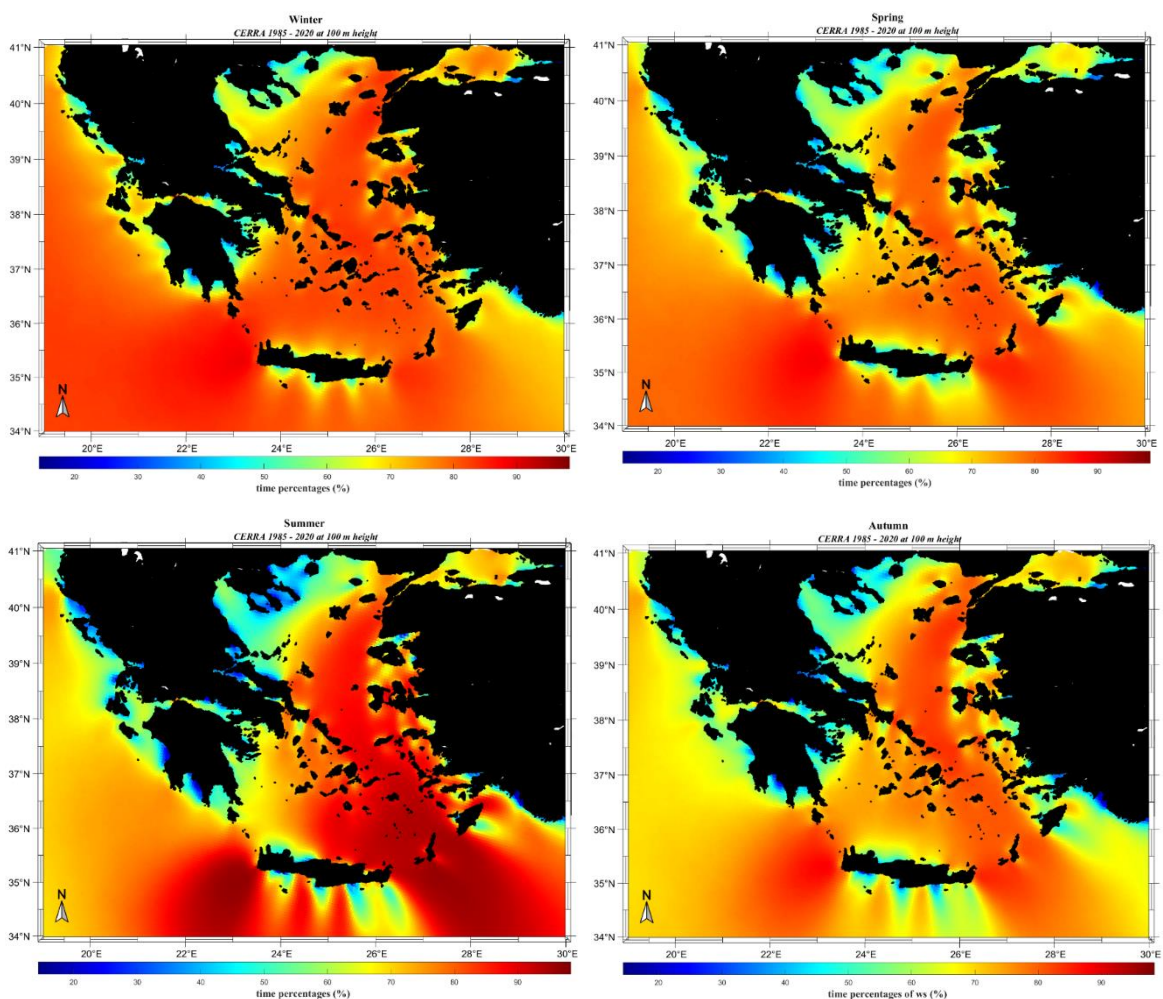 Winter
CERRA 1985 - 2020 at 100 m height
41°N
40°N
39°N
38°N
37°N
36°N
35°N
34°N
N
20°E 22°E 24°E 26°E 28°E 30°E
20 30 40 50 60 70 80 90
time percentages (%)
Spring
CERRA 1985 - 2020 at 100 m height
41°N
40°N
39°N
38°N
37°N
36°N
35°N
34°N
N
20°E 22°E 24°E 26°E 28°E 30°E
20 30 40 50 60 70 80 90
time percentages (%)
Summer
CERRA 1985 - 2020 at 100 m height
41°N
40°N
39°N
38°N
37°N
36°N
35°N
34°N
N
20°E 22°E 24°E 26°E 28°E 30°E
20 30 40 50 60 70 80 90
time percentages (%)
Autumn
CERRA 1985 - 2020 at 100 m height
41°N
40°N
39°N
38°N
37°N
36°N
35°N
34°N
N
20°E 22°E 24°E 26°E 28°E 30°E
20 30 40 50 60 70 80 90
time percentages of ws (%)